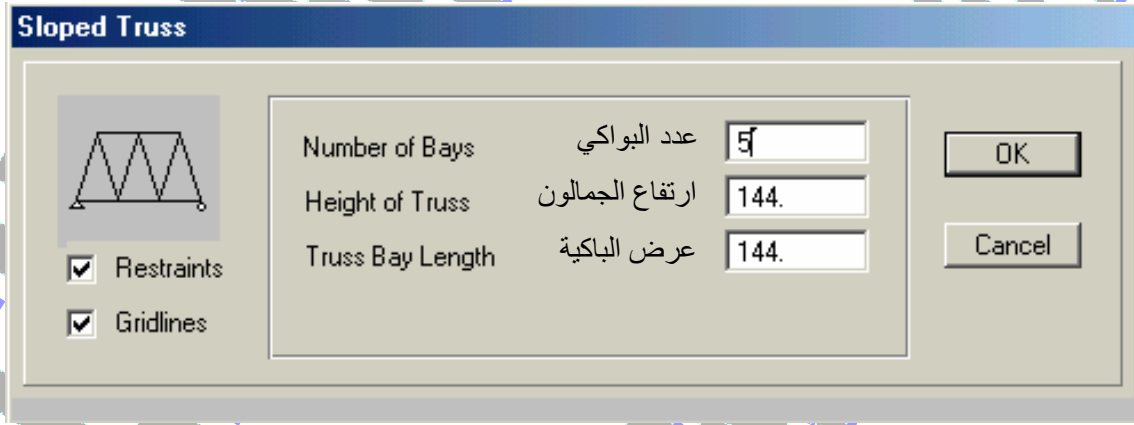 Sloped Truss
Number of Bays عدد البواكي 5
Height of Truss ارتفاع الجمالون 144.
Truss Bay Length عرض الباكية 144.
Restraints
Gridlines
OK
Cancel